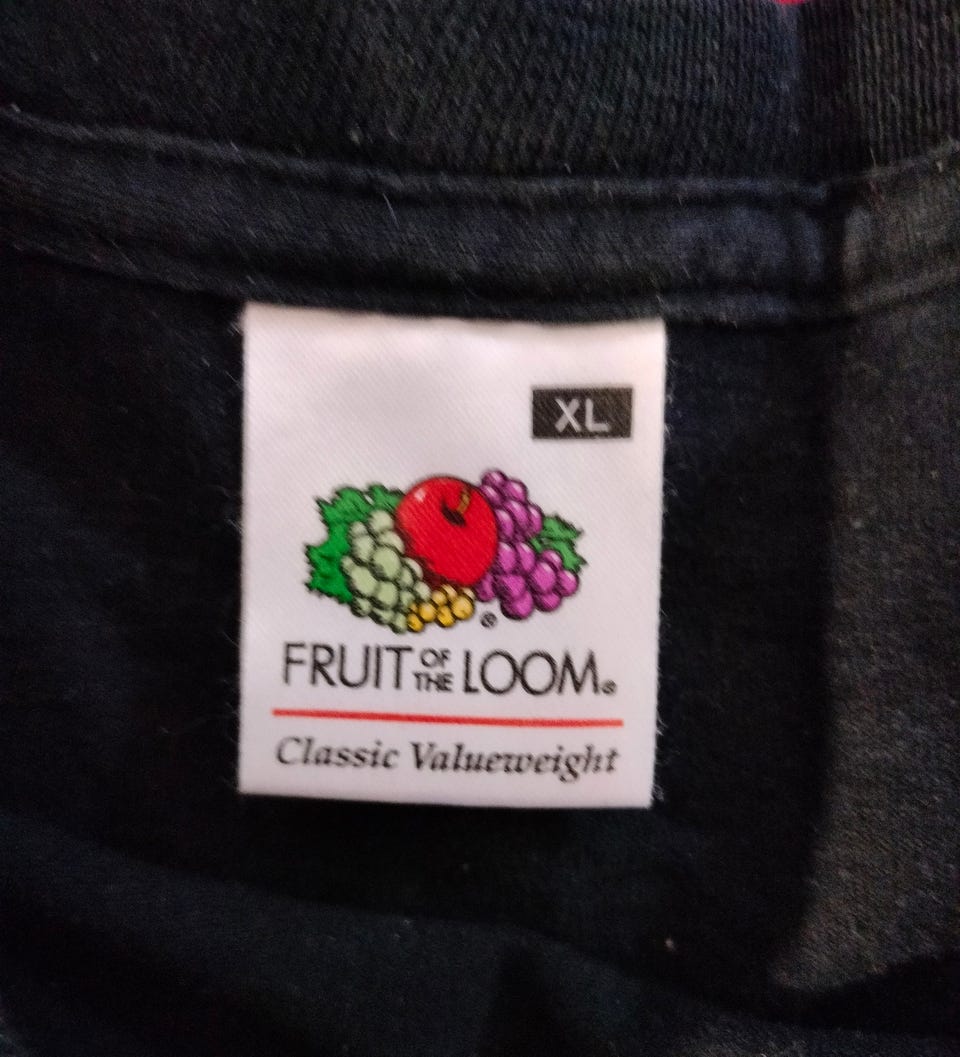 XL
FRUIT OF THE LOOM®
Classic Valueweight